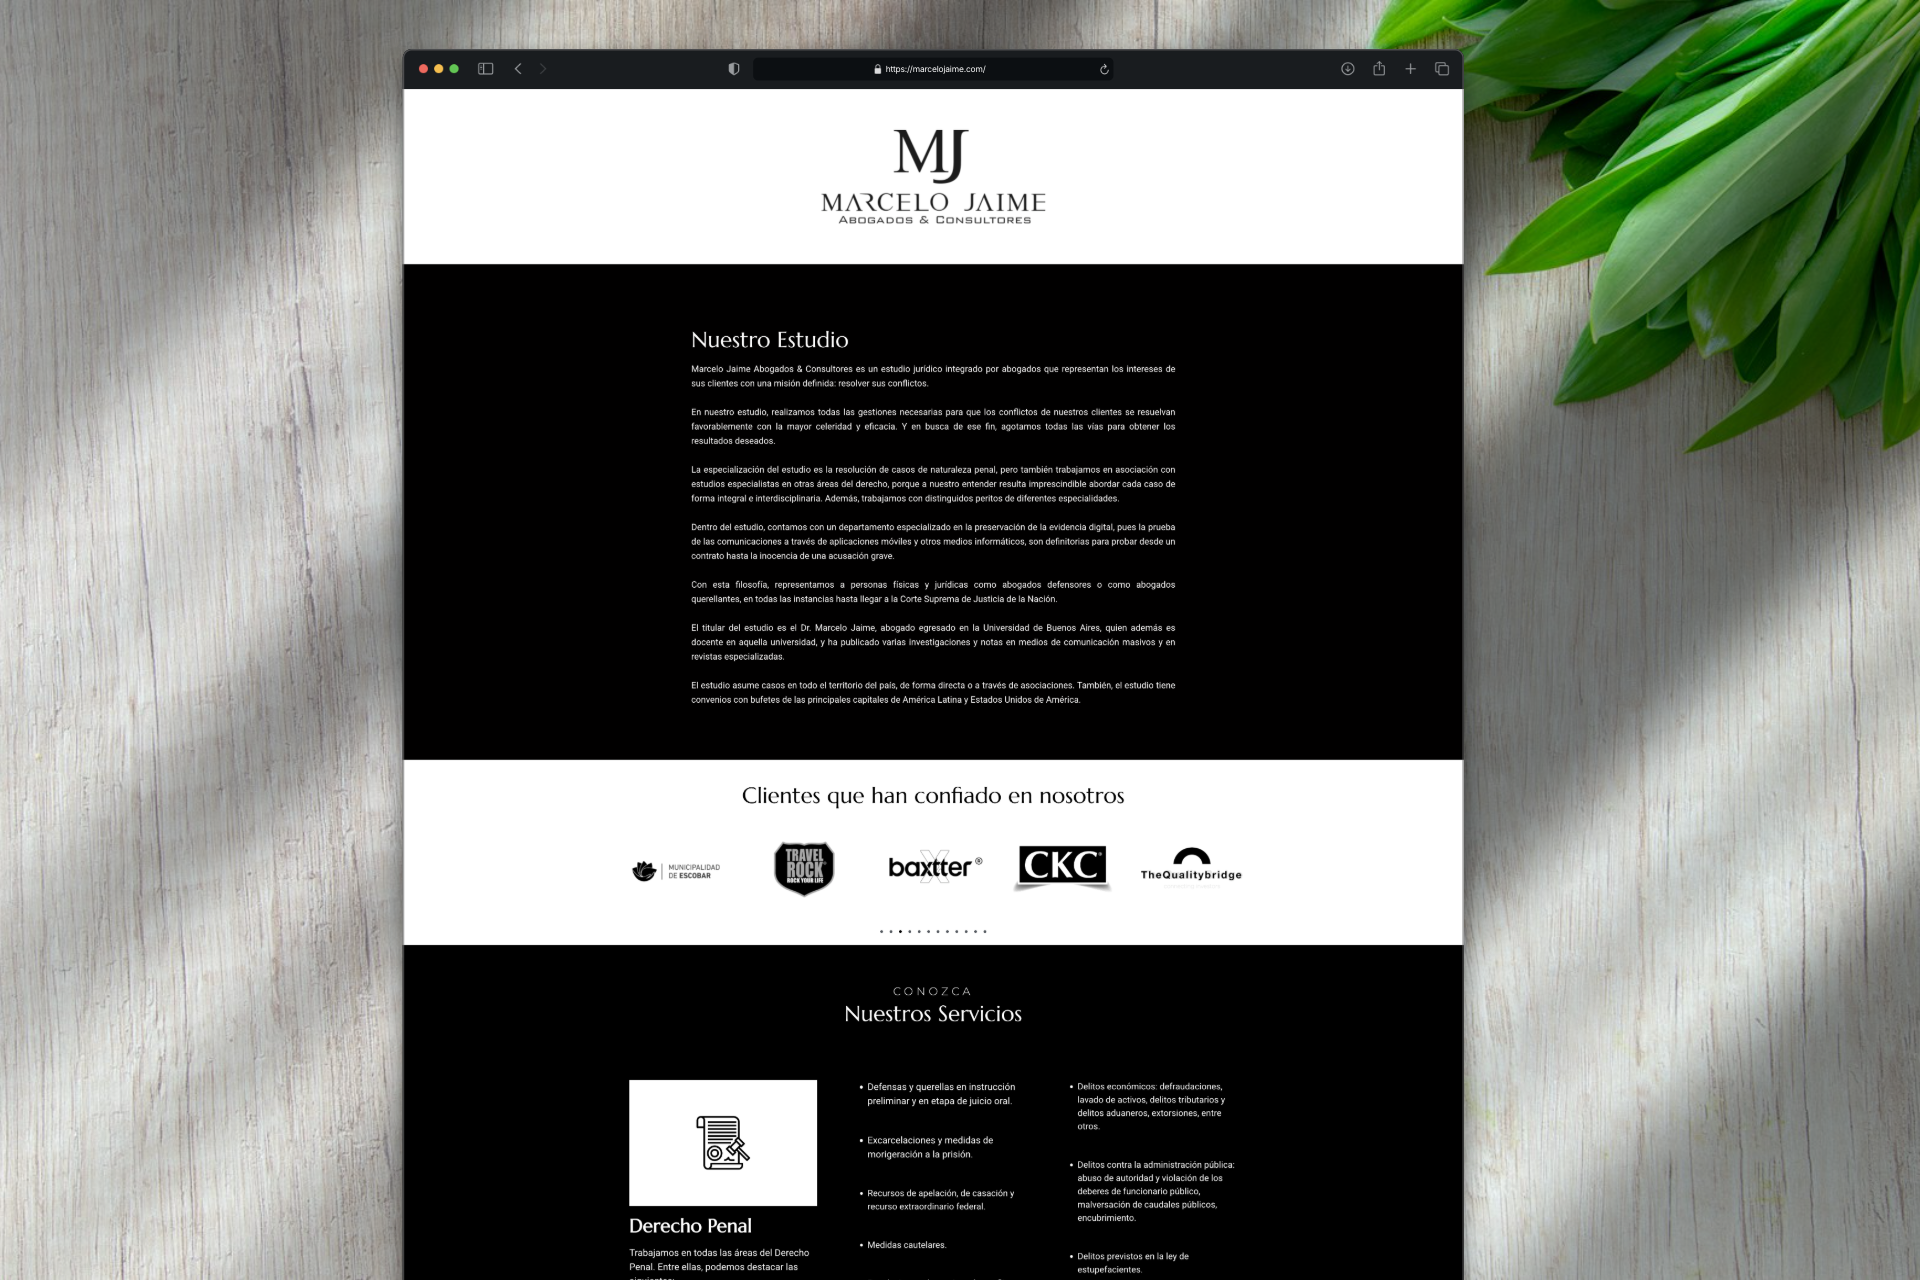 https://marcelojaime.com/
MJ
MARCELO JAIME
ABOGADOS & CONSULTORES
Nuestro Estudio
Marcelo Jaime Abogados & Consultores es un estudio jurídico integrado por abogados que representan los intereses de
sus clientes con una misión definida: resolver sus conflictos.
En nuestro estudio, realizamos todas las gestiones necesarias para que los conflictos de nuestros clientes se resuelvan
favorablemente con la mayor celeridad y eficacia. Y en busca de ese fin, agotamos todas las vías para obtener los
resultados deseados.
La especialización del estudio es la resolución de casos de naturaleza penal, pero también trabajamos en asociación con
estudios especialistas en otras áreas del derecho, porque a nuestro entender resulta imprescindible abordar cada caso de
forma integral e interdisciplinaria. Además, trabajamos con distinguidos peritos de diferentes especialidades.
Dentro del estudio, contamos con un departamento especializado en la preservación de la evidencia digital, pues la prueba
de las comunicaciones a través de aplicaciones móviles y otros medios informáticos, son definitorias para probar desde un
contrato hasta la inocencia de una acusación grave.
Con esta filosofía, representamos a personas físicas y jurídicas como abogados defensores o como abogados
querellantes, en todas las instancias hasta llegar a la Corte Suprema de Justicia de la Nación.
El titular del estudio es el Dr. Marcelo Jaime, abogado egresado en la Universidad de Buenos Aires, quien además es
docente en aquella universidad, y ha publicado varias investigaciones y notas en medios de comunicación masivos y en
revistas especializadas.
El estudio asume casos en todo el territorio del país, de forma directa o a través de asociaciones. También, el estudio tiene
convenios con bufetes de las principales capitales de América Latina y Estados Unidos de América.
Clientes que han confiado en nosotros
MUNICIPALIDAD
DE ESCOBAR
TRAVEL
ROCK
ROCK YOUR LIFE
baxtter®
CKC
TheQualitybridge
CONOZCA
Nuestros Servicios
Derecho Penal
Trabajamos en todas las áreas del Derecho
Penal. Entre ellas, podemos destacar las
• Defensas y querellas en instrucción
preliminar y en etapa de juicio oral.
• Excarcelaciones y medidas de
morigeración a la prisión.
• Recursos de apelación, de casación y
recurso extraordinario federal.
• Medidas cautelares.
• Delitos económicos: defraudaciones,
lavado de activos, delitos tributarios y
delitos aduaneros, extorsiones, entre
otros.
• Delitos contra la administración pública:
abuso de autoridad y violación de los
deberes de funcionario público,
malversación de caudales públicos,
encubrimiento.
• Delitos previstos en la ley de
estupefacientes.